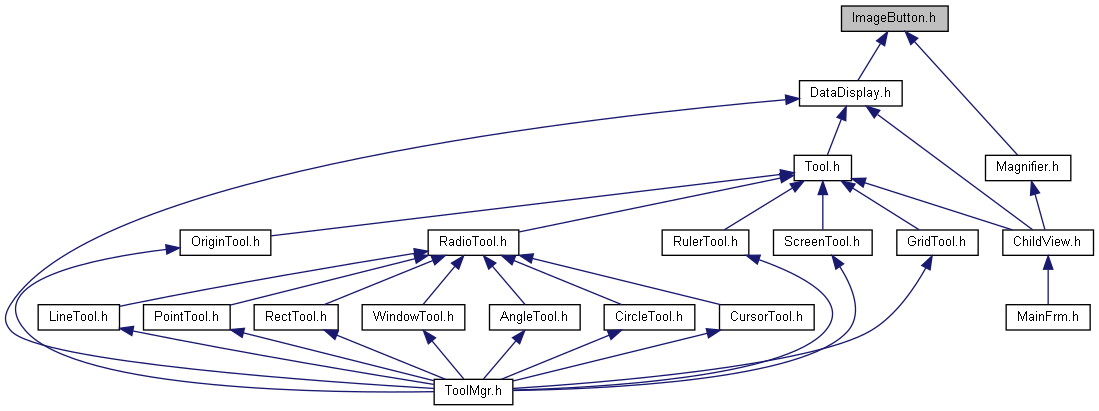 ImageButton.h
DataDisplay.h
Tool.h
Magnifier.h
OriginTool.h
RadioTool.h
RulerTool.h
ScreenTool.h
GridTool.h
ChildView.h
LineTool.h
PointTool.h
RectTool.h
WindowTool.h
AngleTool.h
CircleTool.h
CursorTool.h
MainFrm.h
ToolMgr.h